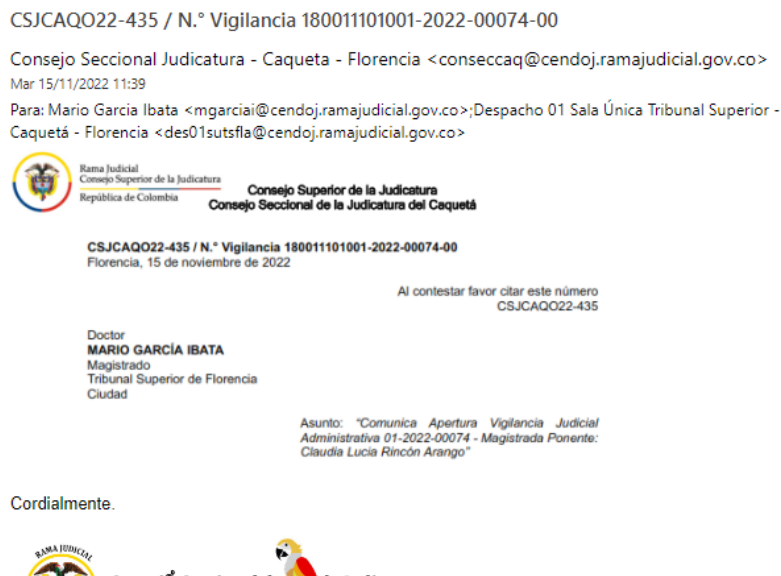 CSJCAQO22-435 / N.° Vigilancia 180011101001-2022-00074-00
Consejo Seccional Judicatura - Caqueta - Florencia <conseccaq@cendoj.ramajudicial.gov.co>
Mar 15/11/2022 11:39
Para: Mario Garcia Ibata <mgarciai@cendoj.ramajudicial.gov.co>;Despacho 01 Sala Única Tribunal Superior -
Caquetá - Florencia <des01sutsfla@cendoj.ramajudicial.gov.co>
Rama Judicial
Consejo Superior de la Judicatura
República de Colombia
Consejo Superior de la Judicatura
Consejo Seccional de la Judicatura del Caquetá
CSJCAQO22-435 / N.° Vigilancia 180011101001-2022-00074-00
Florencia, 15 de noviembre de 2022
Al contestar favor citar este número
CSJCAQO22-435
Doctor
MARIO GARCÍA IBATA
Magistrado
Tribunal Superior de Florencia
Ciudad
Asunto: "Comunica Apertura Vigilancia Judicial
Administrativa 01-2022-00074 - Magistrada Ponente:
Claudia Lucia Rincón Arango"
Cordialmente.
RAMA JUDICIAL